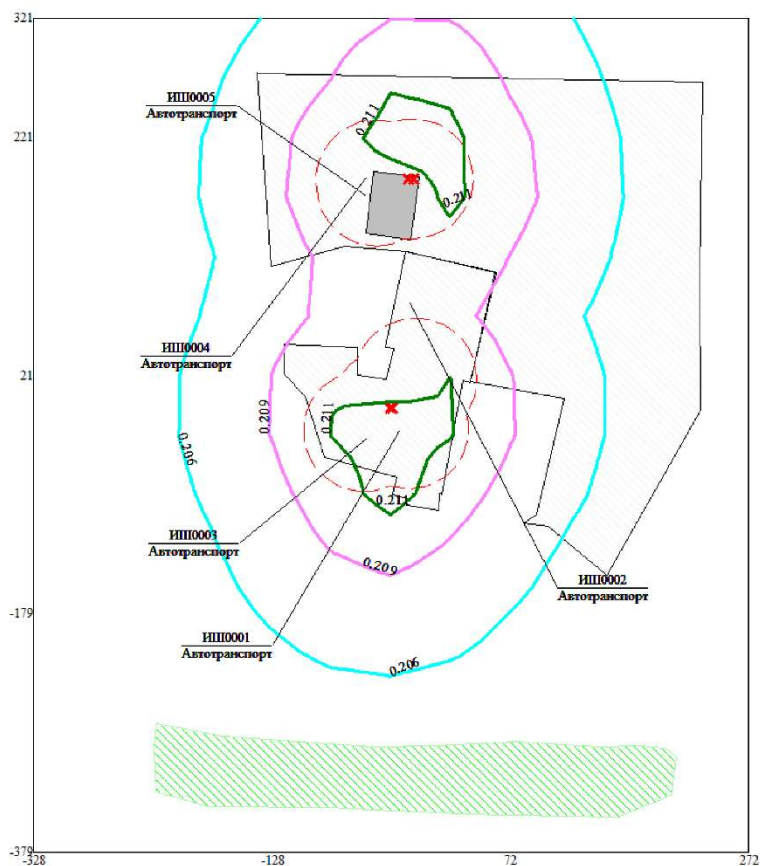 321
ИШ0005
Автотранспорт
0.211
221
0.211
ИШ0004
Автотранспорт
21
0.209
0.211
0.206
0.211
ИШ0003
Автотранспорт
0.209
ИШ0002
Автотранспорт
-179
ИШ0001
Автотранспорт
0.206
-379
-328
-128
72
272